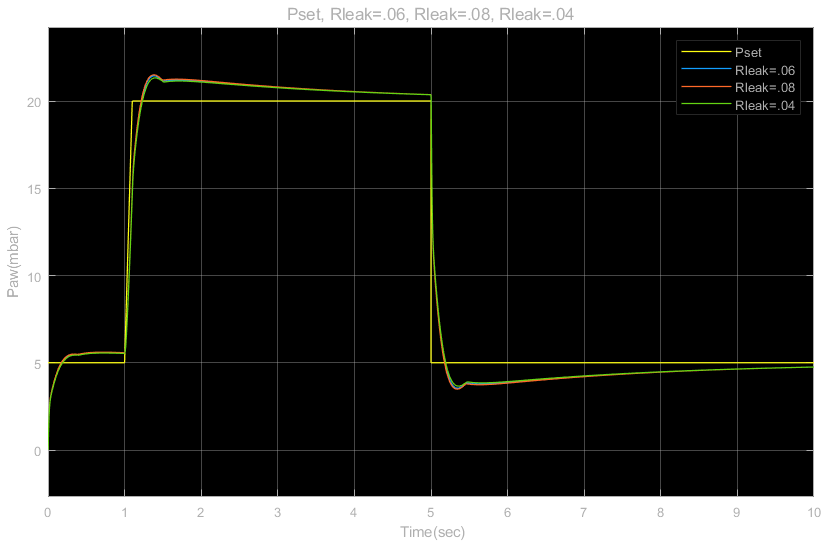 Pset, Rleak=.06, Rleak=.08, Rleak=.04
Pset
Rleak=.06
Rleak=.08
Rleak=.04
20
15
10
5
0
Paw(mbar)
0 1 2 3 4 5 6 7 8 9 10
Time(sec)